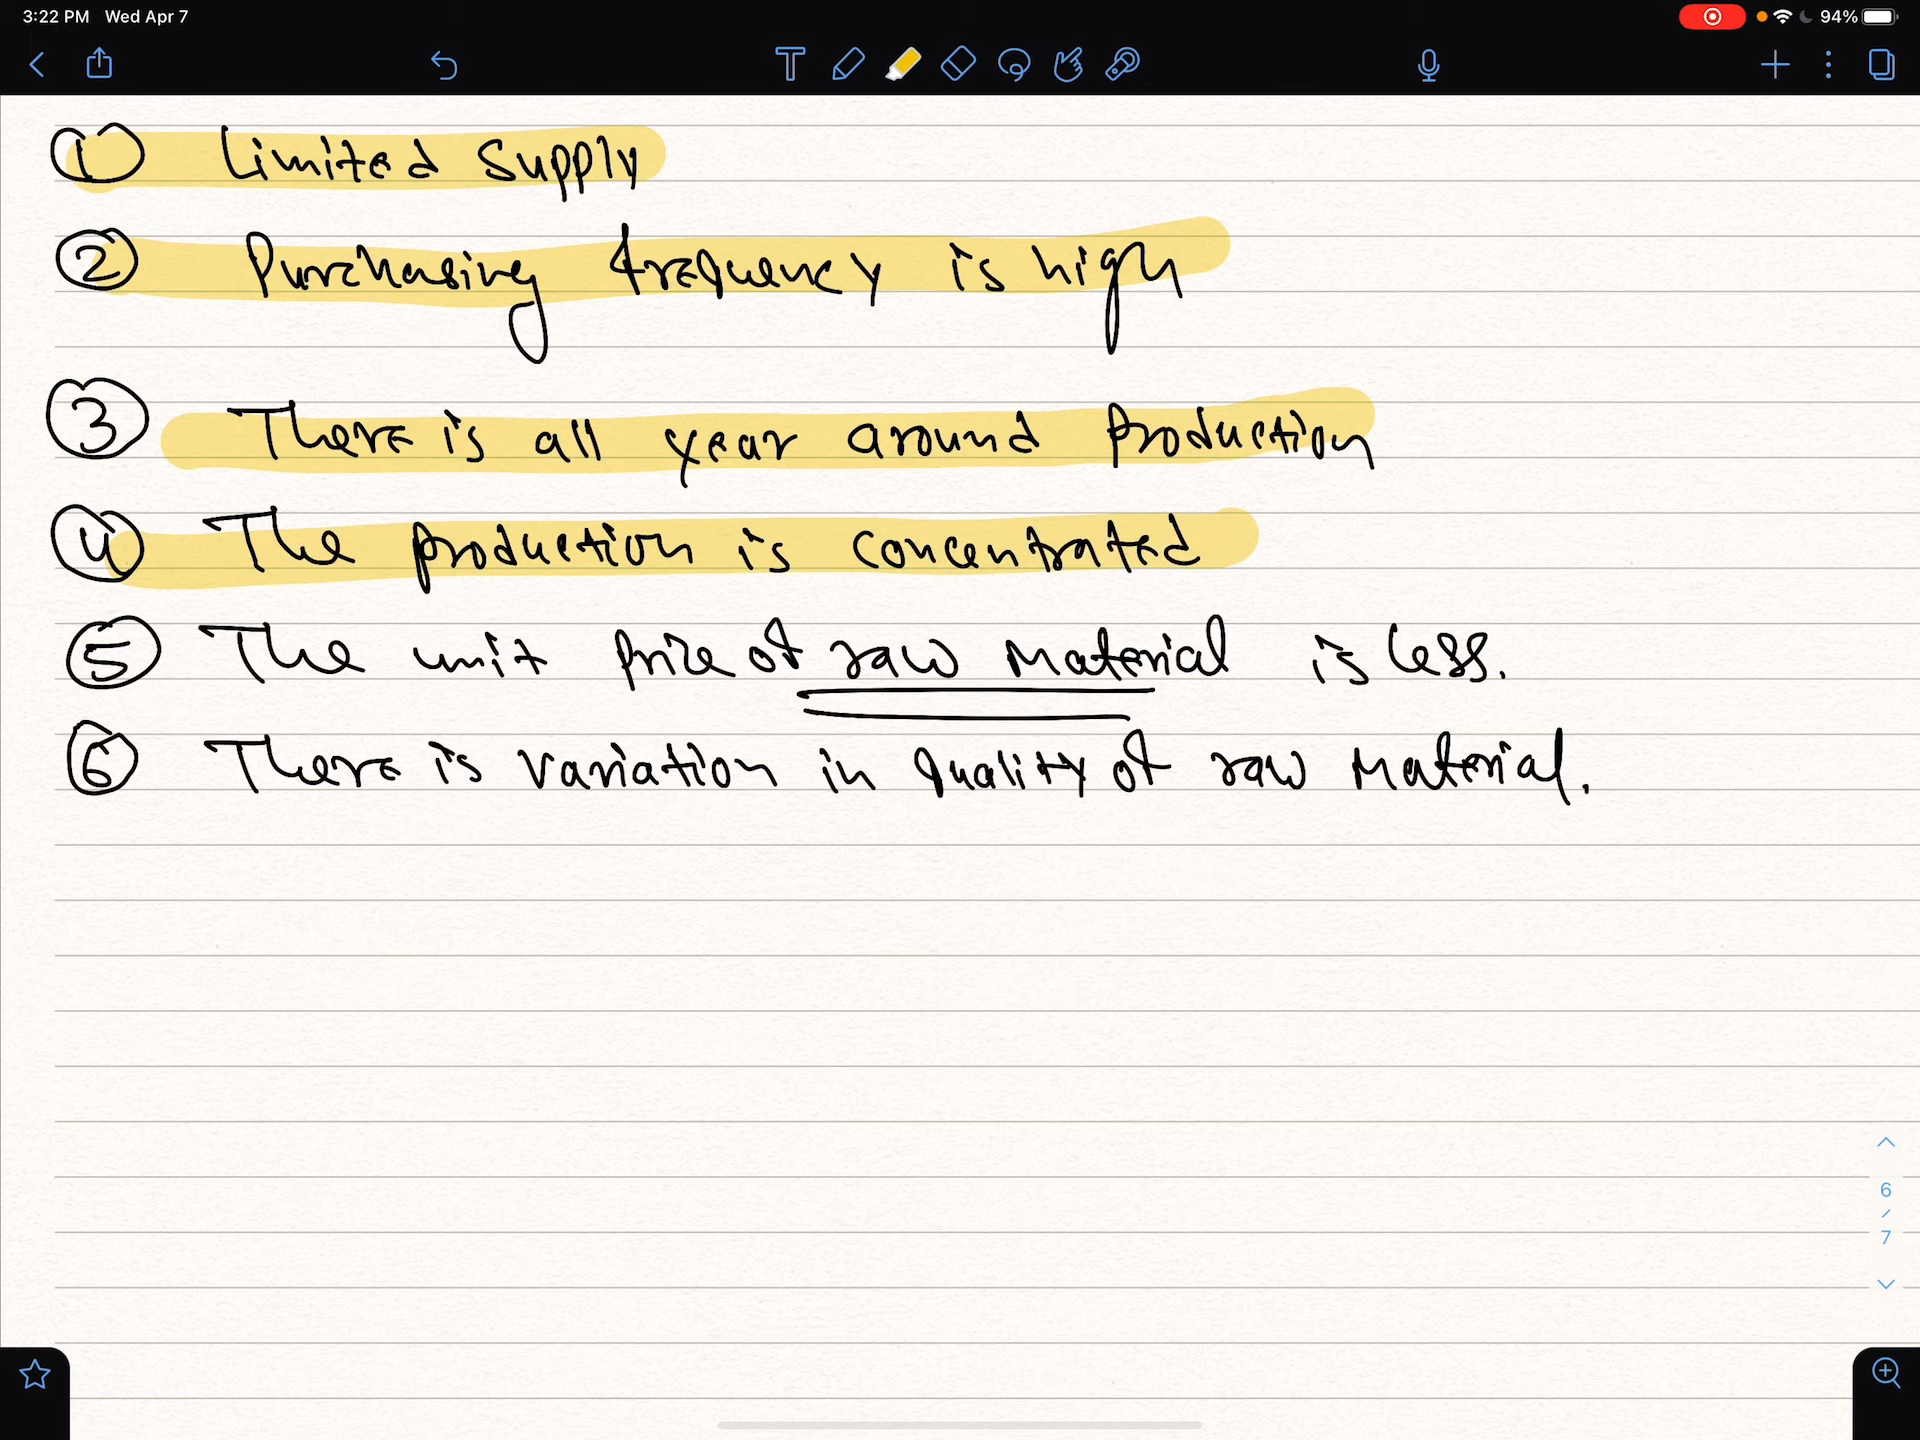 3:22 PM Wed Apr 7
94%
① Limited Supply
② Purchasing frequency is high
③ There is all year around Production
④ The production is concentrated
⑤ The unit Price of raw Material is less.
⑥ There is variation in Quality of raw Material.
6
/
7